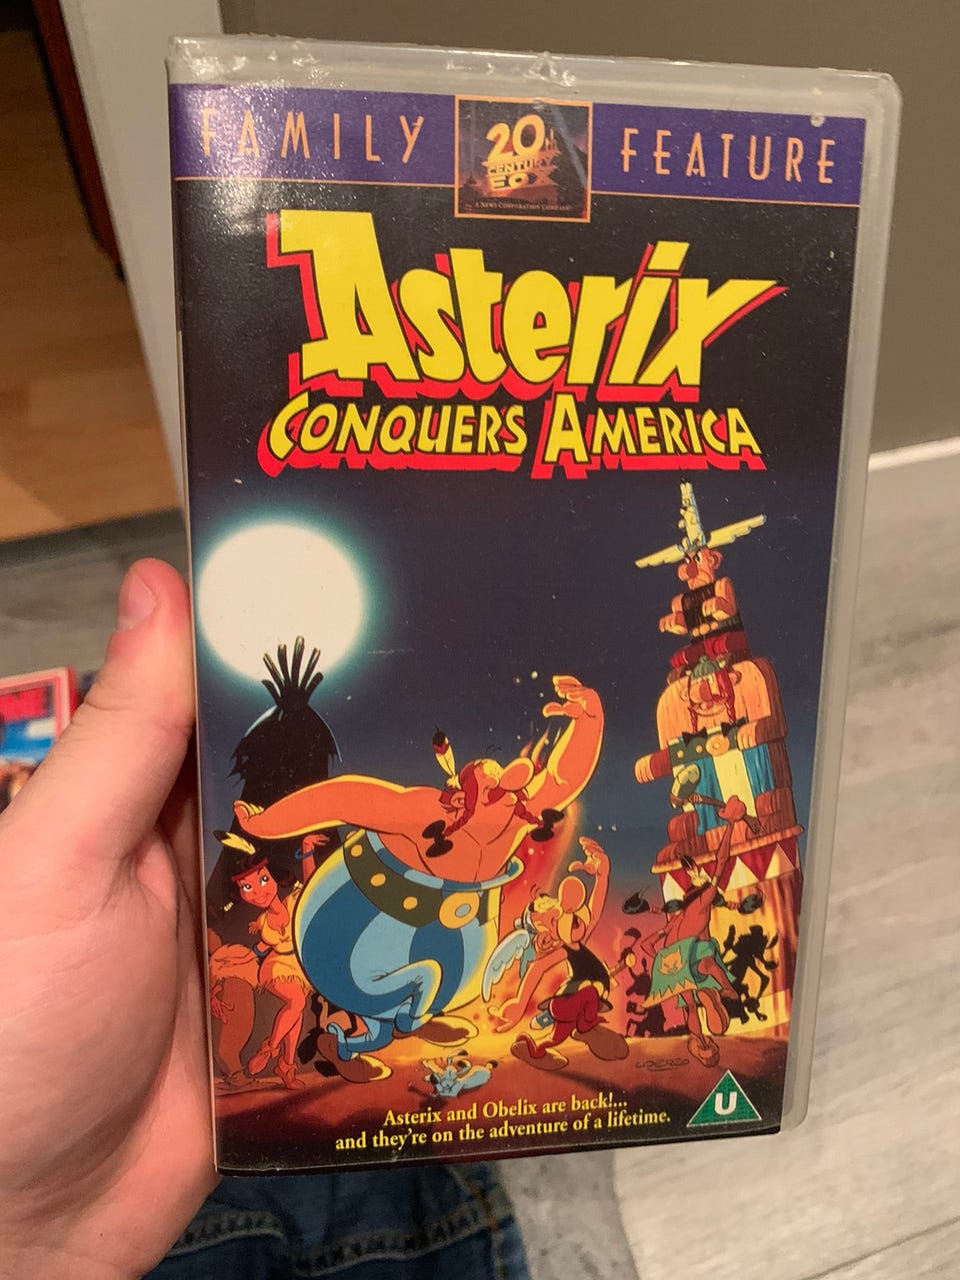 FAMILY
20th
CENTURY
FOX
A NEWS CORPORATION COMPANY
FEATURE
Asterix
CONQUERS AMERICA
UDERZO
Asterix and Obelix are back!...
and they're on the adventure of a lifetime.
U